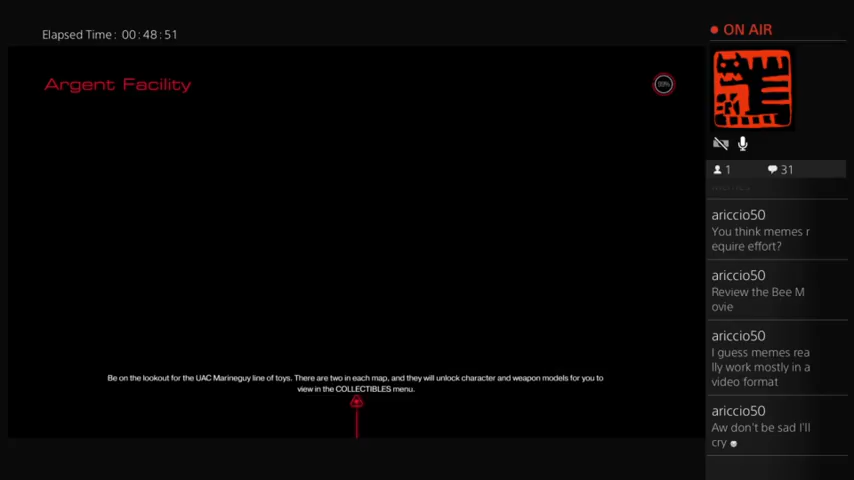 Elapsed Time: 00:48:51
ON AIR
Argent Facility
1
31
ariccio50
You think memes r
equire effort?
ariccio50
Review the Bee M
ovie
ariccio50
I guess memes rea
lly work mostly in a
video format
ariccio50
Aw don't be sad I'll
cry
Be on the lookout for the UAC Marineguy line of toys. There are two in each map, and they will unlock character and weapon models for you to
view in the COLLECTIBLES menu.